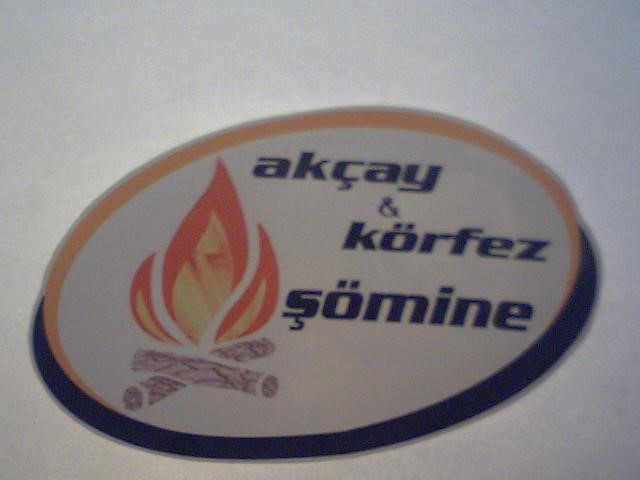 akçay
&
körfez
şömine